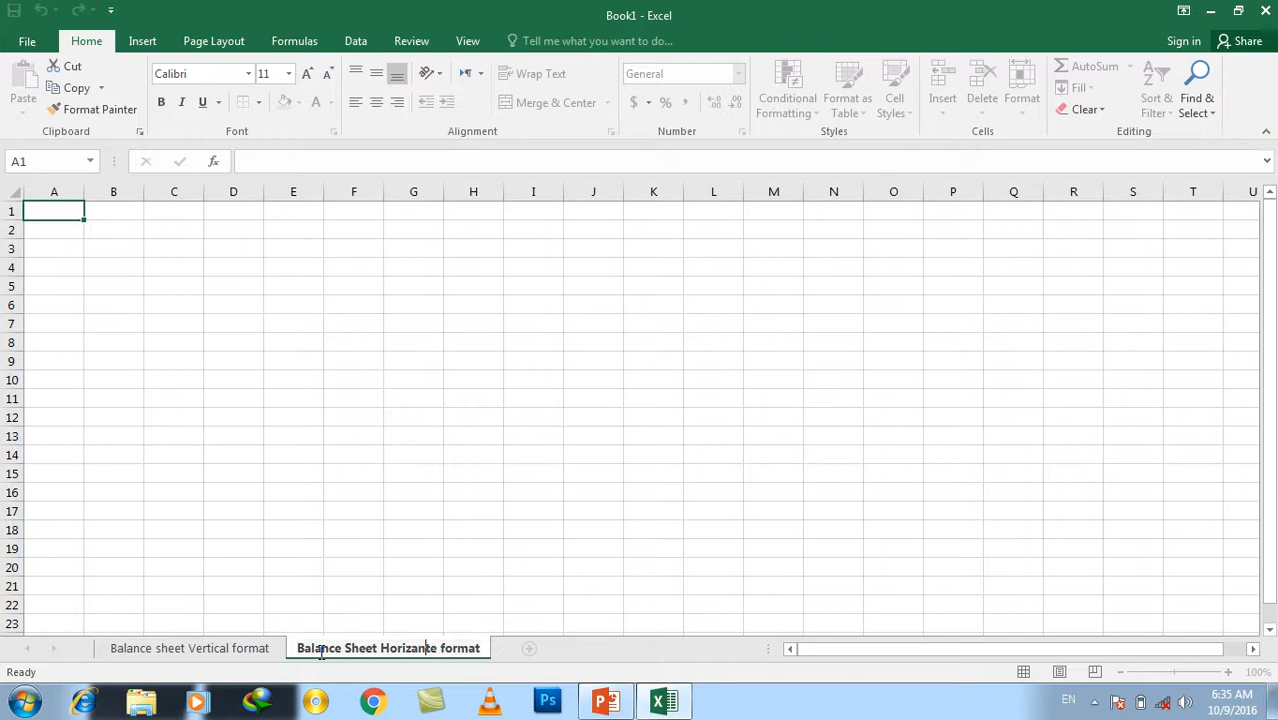 Book1 - Excel
File Home Insert Page Layout Formulas Data Review View Tell me what you want to do... Sign in Share
Paste Cut Copy Format Painter Clipboard
Calibri 11 A A B I U A Font
Wrap Text Merge & Center Alignment
General $ % , Number
Conditional Formatting Format as Table Cell Styles Styles
Insert Delete Format Cells
AutoSum Fill Clear Sort & Filter Find & Select Editing
A1 fx
A B C D E F G H I J K L M N O P Q R S T U
1
2
3
4
5
6
7
8
9
10
11
12
13
14
15
16
17
18
19
20
21
22
23
Balance sheet Vertical format Balance Sheet Horizante format
Ready 100%
Ps EN 6:35 AM
10/9/2016